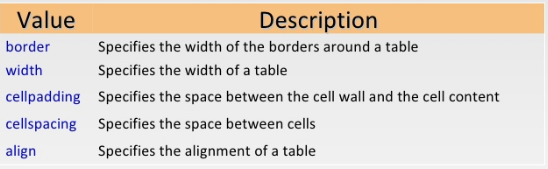 Value Description
border Specifies the width of the borders around a table
width Specifies the width of a table
cellpadding Specifies the space between the cell wall and the cell content
cellspacing Specifies the space between cells
align Specifies the alignment of a table